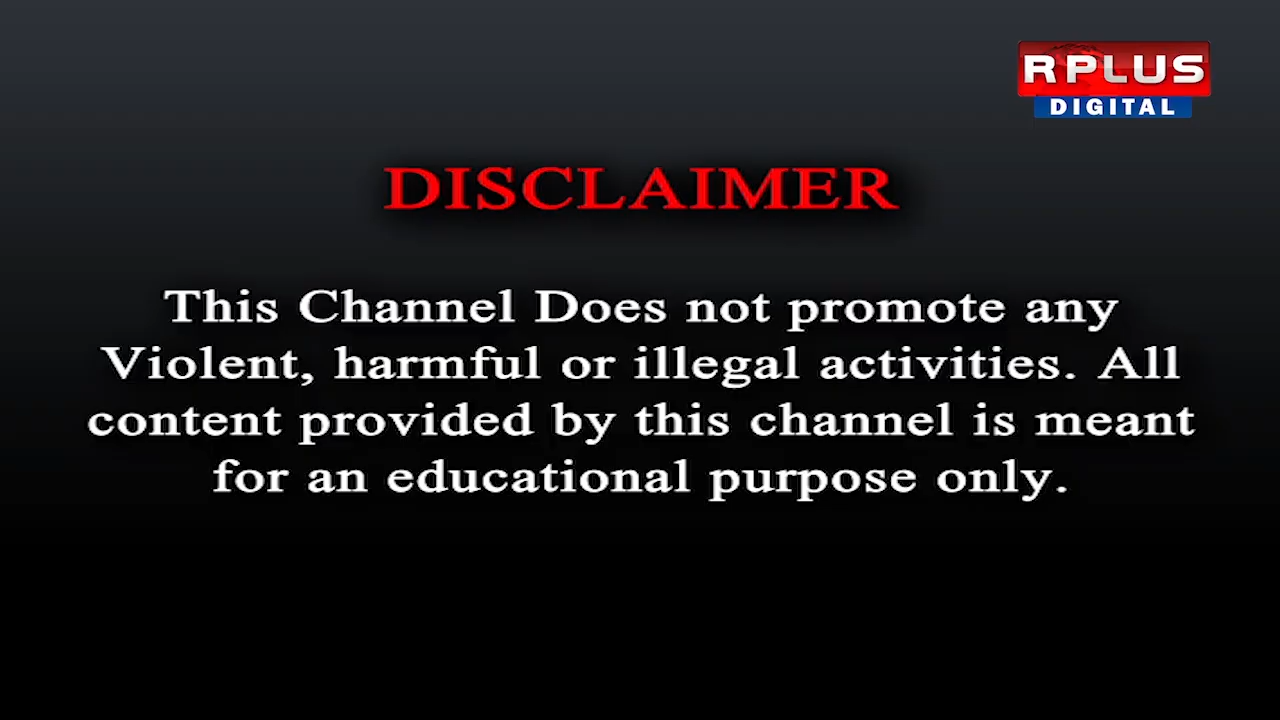 RPLUS
DIGITAL
DISCLAIMER
This Channel Does not promote any
Violent, harmful or illegal activities. All
content provided by this channel is meant
for an educational purpose only.